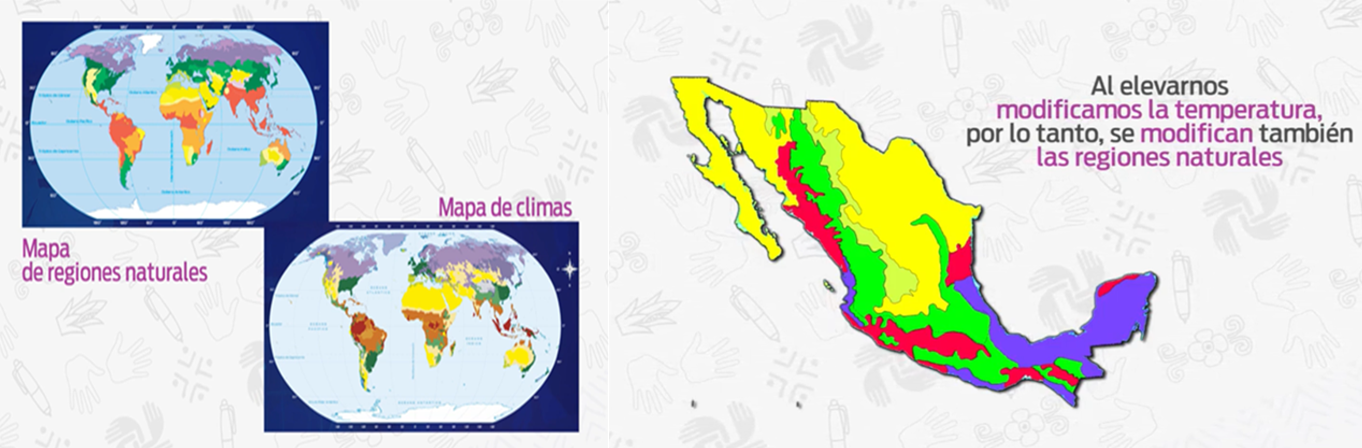 Mapa
de regiones naturales
Mapa de climas
Al elevarnos
modificamos la temperatura,
por lo tanto, se modifican también
las regiones naturales